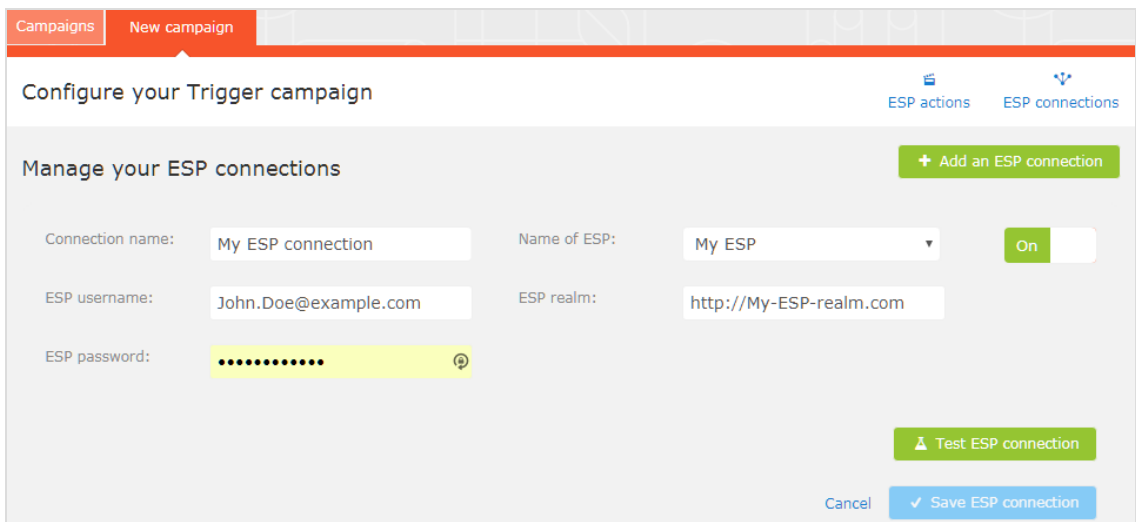 Campaigns New campaign
Configure your Trigger campaign
ESP actions ESP connections
Manage your ESP connections
+ Add an ESP connection
Connection name: My ESP connection Name of ESP: My ESP On
ESP username: John.Doe@example.com ESP realm: http://My-ESP-realm.com
ESP password: ••••••••••••
Test ESP connection
Cancel ✓ Save ESP connection